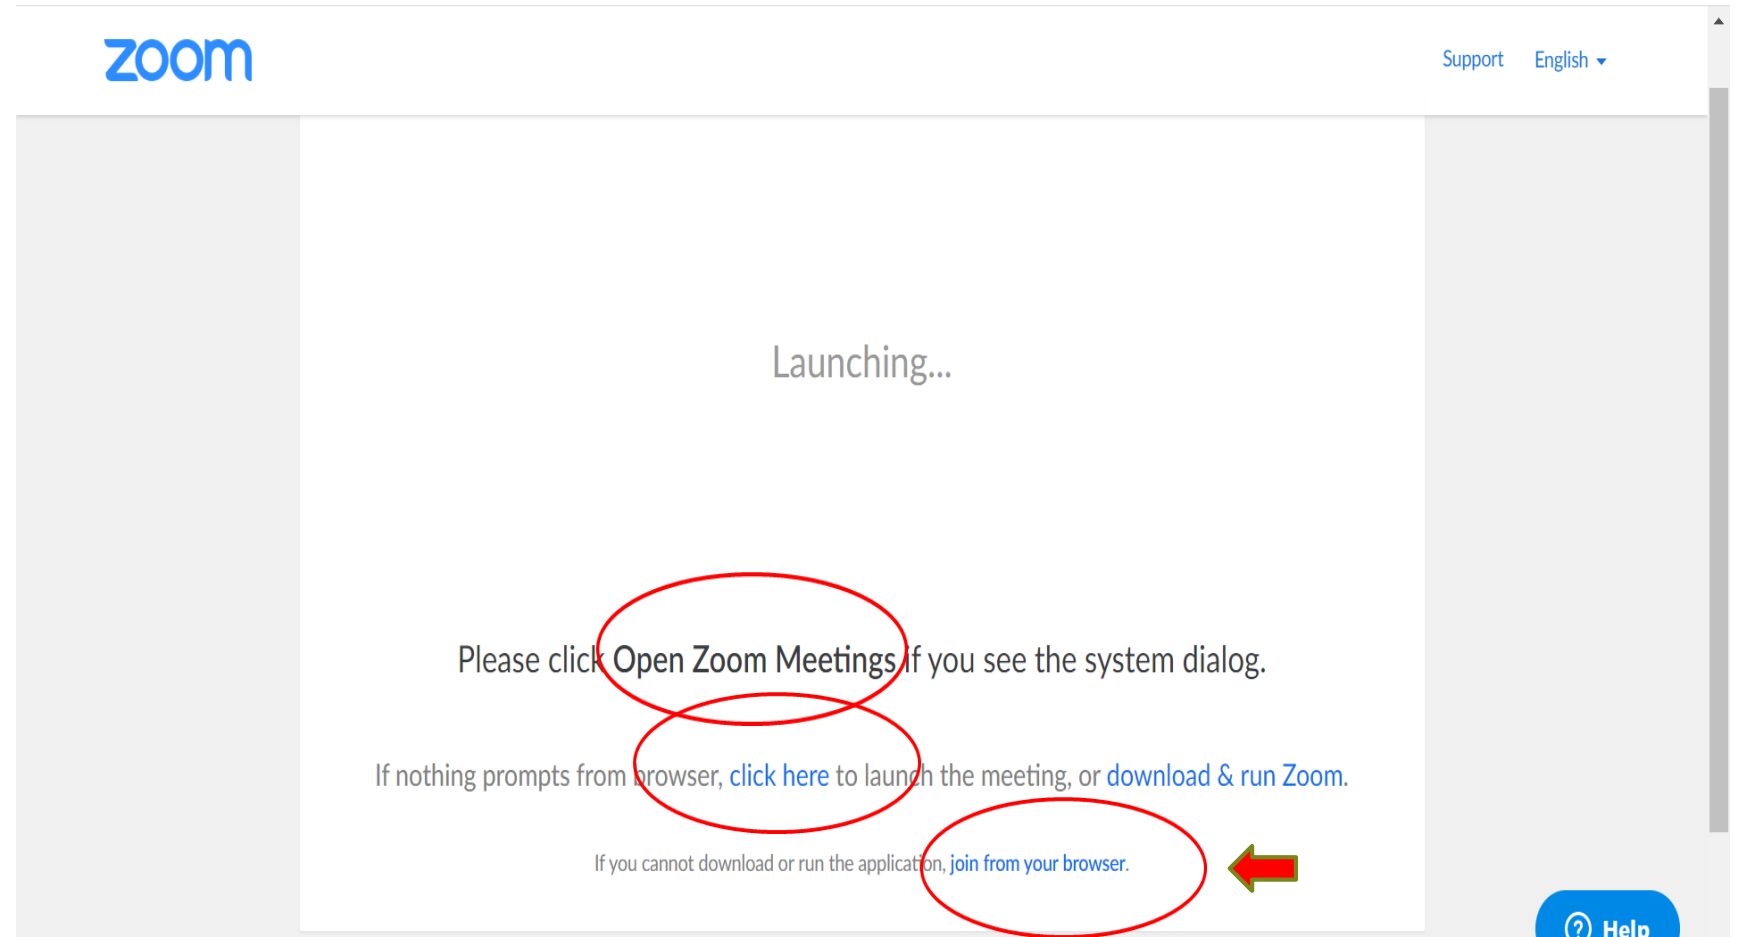 zoom
Support English
Launching...
Please click Open Zoom Meetings if you see the system dialog.
If nothing prompts from browser, click here to launch the meeting, or download & run Zoom.
If you cannot download or run the application, join from your browser.
? Help